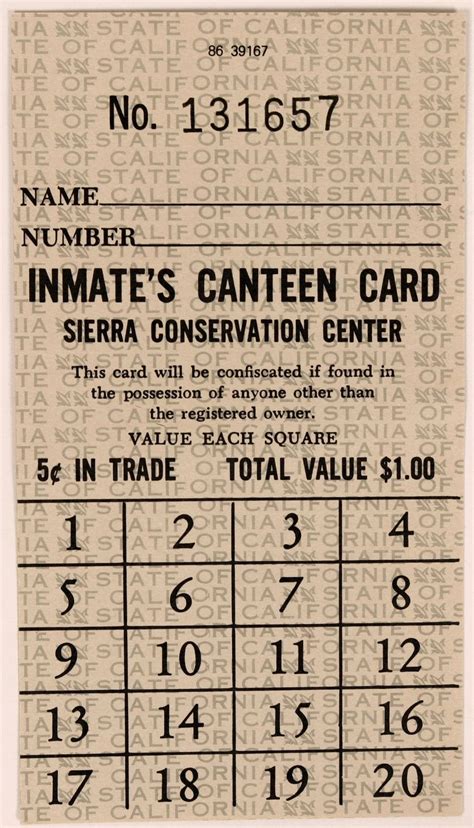 86 39167
No. 131657
NAME
NUMBER
INMATE'S CANTEEN CARD
SIERRA CONSERVATION CENTER
This card will be confiscated if found in
the possession of anyone other than
the registered owner.
VALUE EACH SQUARE
5¢ IN TRADE TOTAL VALUE $1.00
1 2 3 4
5 6 7 8
9 10 11 12
13 14 15 16
17 18 19 20
STATE OF CALIFORNIA